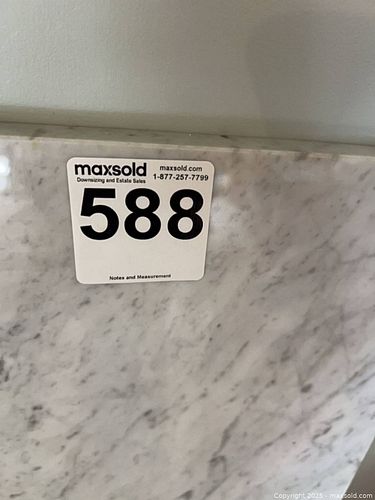 maxsold maxsold.com
Downsizing and Estate Sales 1-877-257-7799
588
Notes and Measurement
Copyright 2025 - maxsold.com